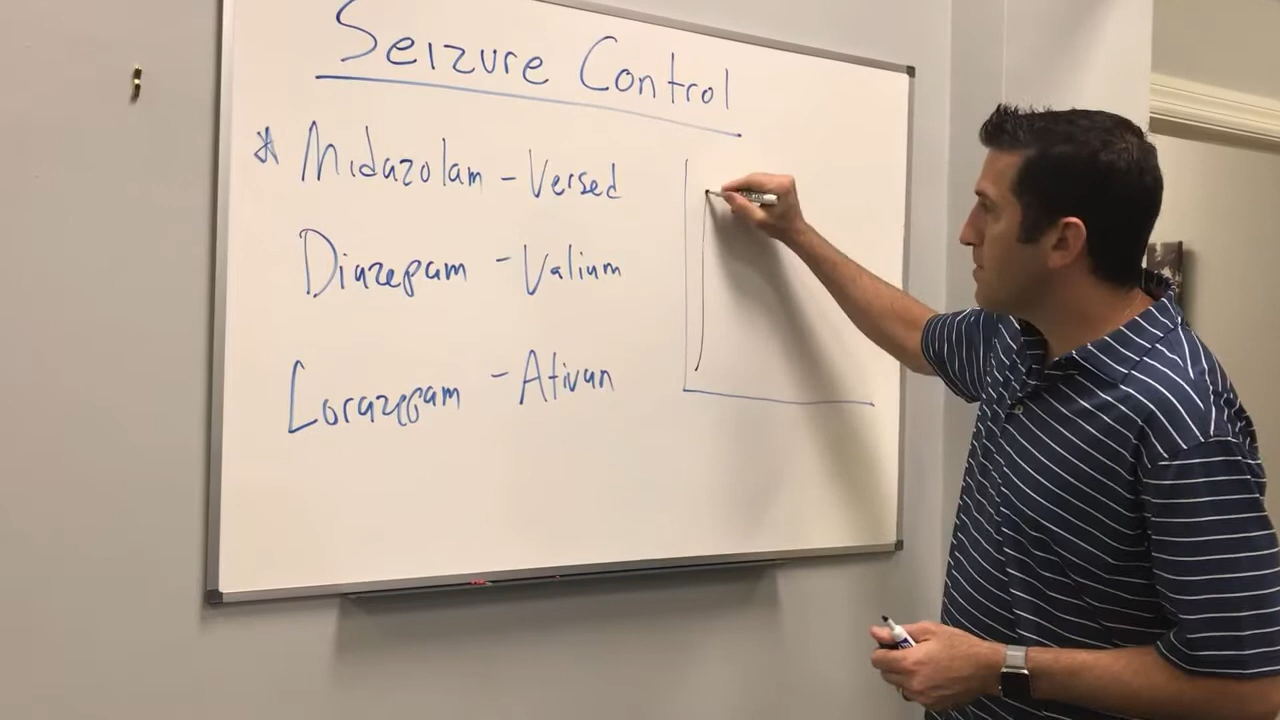 Seizure Control
* Midazolam - Versed
Diazepam - Valium
Lorazepam - Ativan